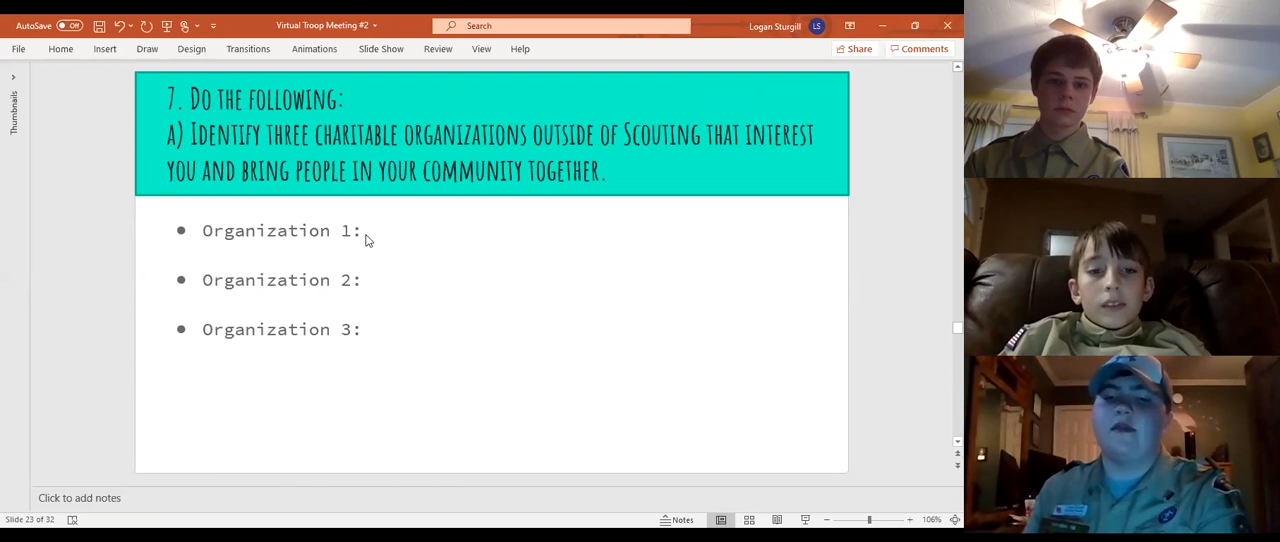 AutoSave Off Virtual Troop Meeting #2 Search Logan Sturgill LS
File Home Insert Draw Design Transitions Animations Slide Show Review View Help Share Comments
Thumbnails
7. Do the following:
A) Identify three charitable organizations outside of Scouting that interest
you and bring people in your community together.
• Organization 1:
• Organization 2:
• Organization 3:
Click to add notes
Slide 23 of 32 Notes 106%